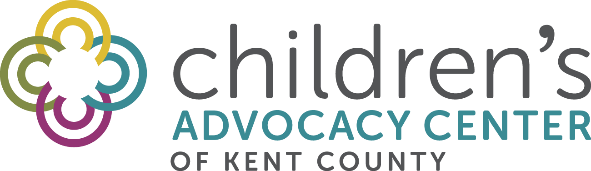 children's
ADVOCACY CENTER
OF KENT COUNTY